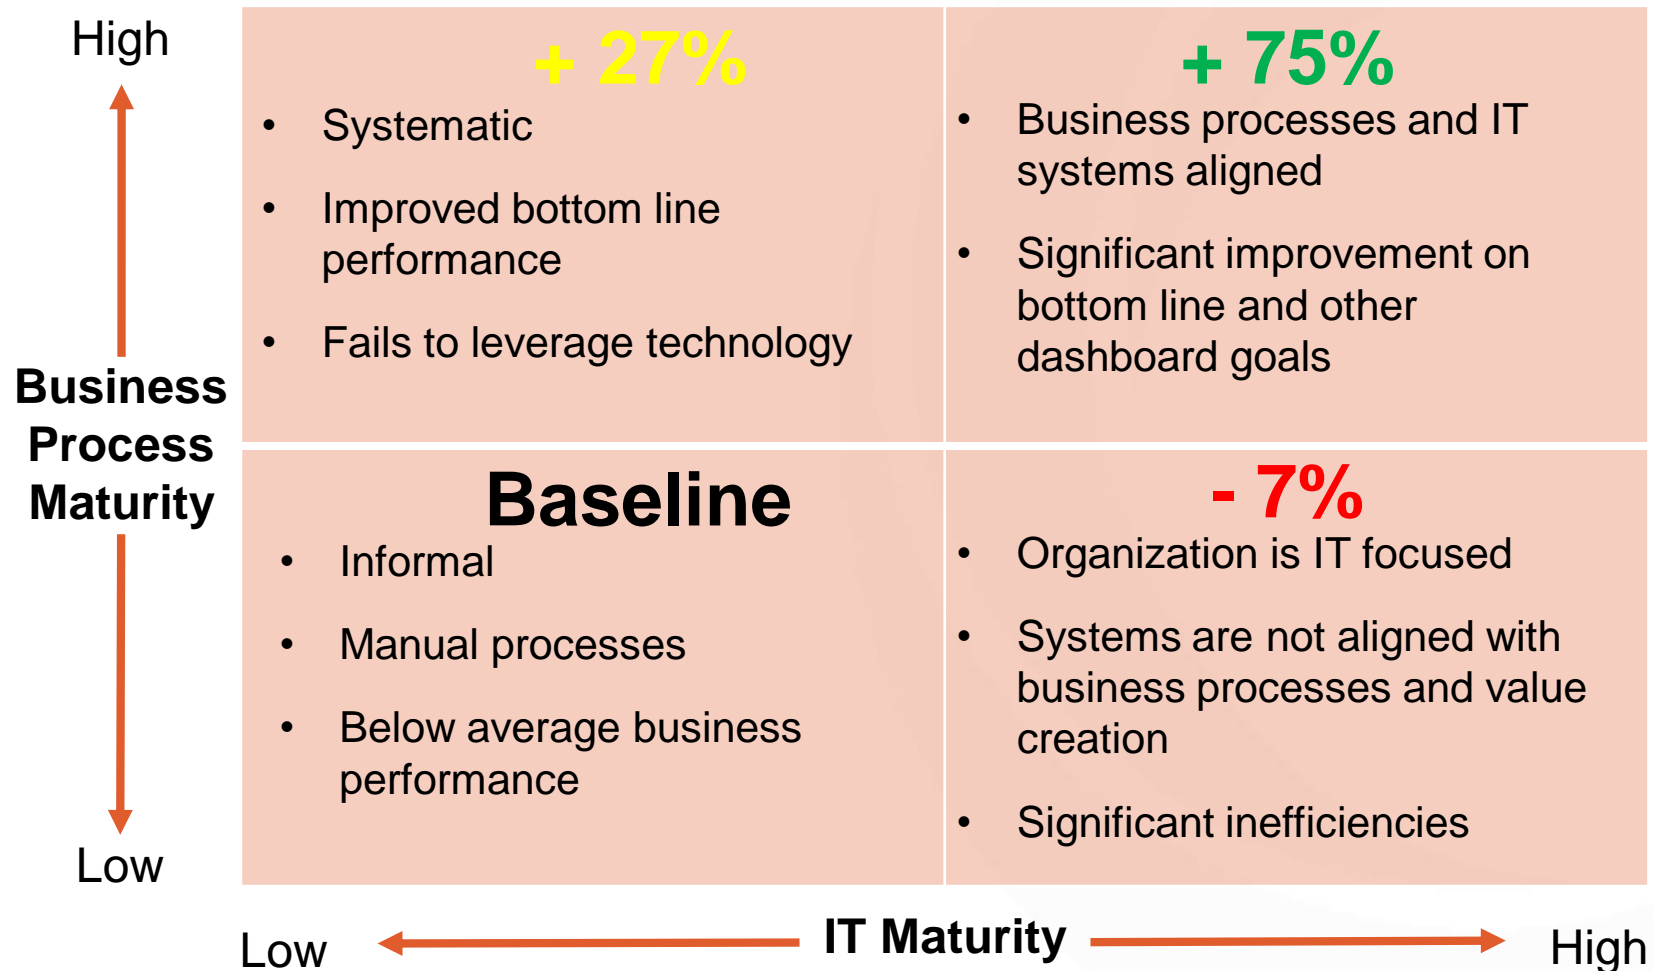 High
+ 27%
• Systematic
• Improved bottom line
performance
• Fails to leverage technology
+ 75%
• Business processes and IT
systems aligned
• Significant improvement on
bottom line and other
dashboard goals
Business
Process
Maturity
Baseline
• Informal
• Manual processes
• Below average business
performance
- 7%
• Organization is IT focused
• Systems are not aligned with
business processes and value
creation
• Significant inefficiencies
Low
Low
IT Maturity
High